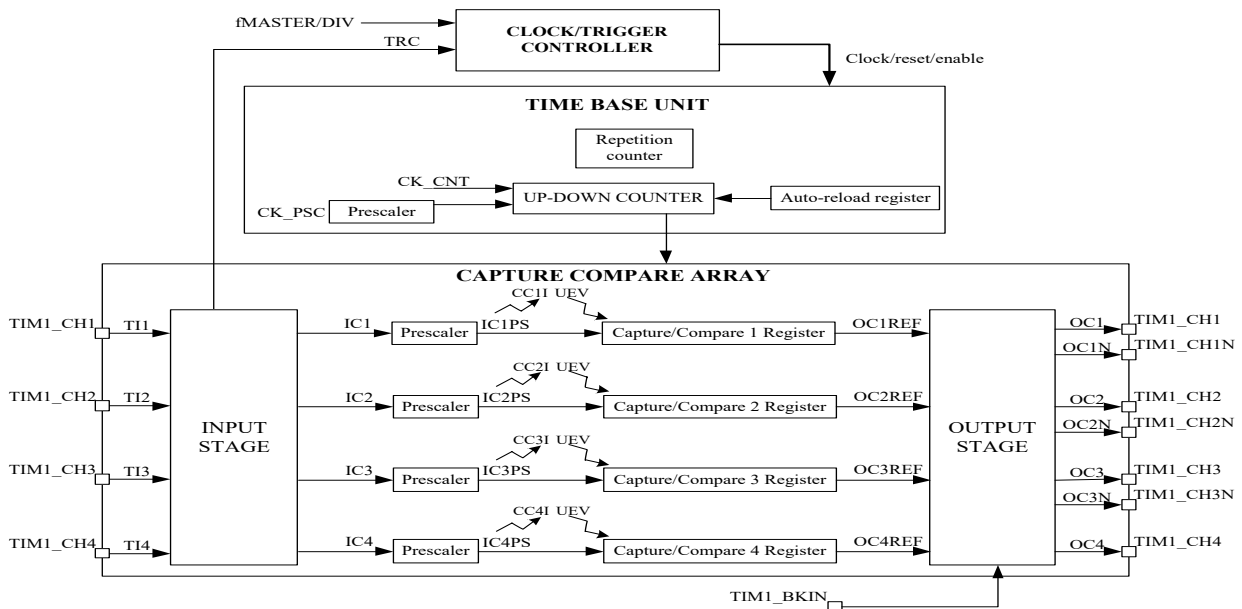 fMASTER/DIV
TRC
CLOCK/TRIGGER
CONTROLLER
Clock/reset/enable
TIME BASE UNIT
Repetition
counter
CK_CNT
UP-DOWN COUNTER
Auto-reload register
CK_PSC
Prescaler
CAPTURE COMPARE ARRAY
CC1I UEV
TIM1_CH1
TI1
IC1
Prescaler
IC1PS
Capture/Compare 1 Register
OC1REF
OC1
TIM1_CH1
OC1N
TIM1_CH1N
CC2I UEV
TIM1_CH2
TI2
IC2
Prescaler
IC2PS
Capture/Compare 2 Register
OC2REF
OC2
TIM1_CH2
OC2N
TIM1_CH2N
INPUT
STAGE
OUTPUT
STAGE
CC3I UEV
TIM1_CH3
TI3
IC3
Prescaler
IC3PS
Capture/Compare 3 Register
OC3REF
OC3
TIM1_CH3
OC3N
TIM1_CH3N
CC4I UEV
TIM1_CH4
TI4
IC4
Prescaler
IC4PS
Capture/Compare 4 Register
OC4REF
OC4
TIM1_CH4
TIM1_BKIN